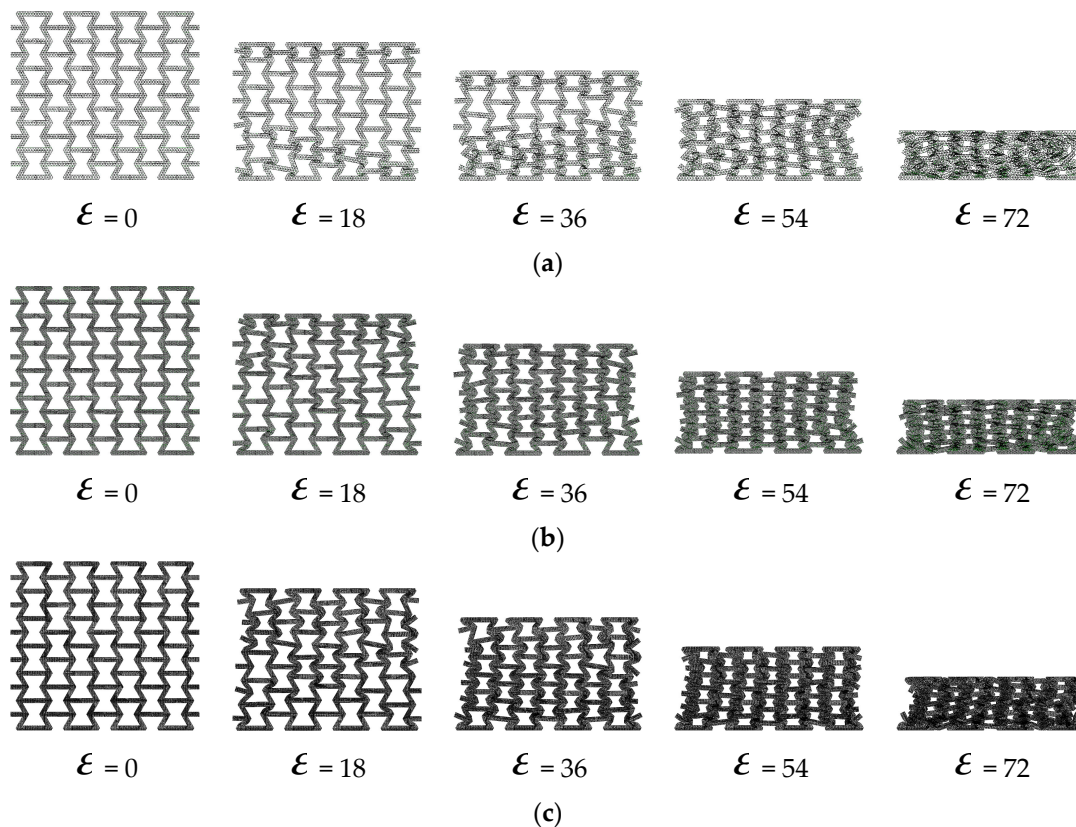 ℰ = 0 ℰ = 18 ℰ = 36 ℰ = 54 ℰ = 72
(a)
ℰ = 0 ℰ = 18 ℰ = 36 ℰ = 54 ℰ = 72
(b)
ℰ = 0 ℰ = 18 ℰ = 36 ℰ = 54 ℰ = 72
(c)